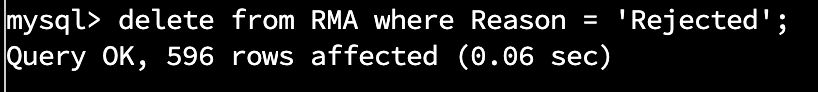 mysql> delete from RMA where Reason = 'Rejected';
Query OK, 596 rows affected (0.06 sec)